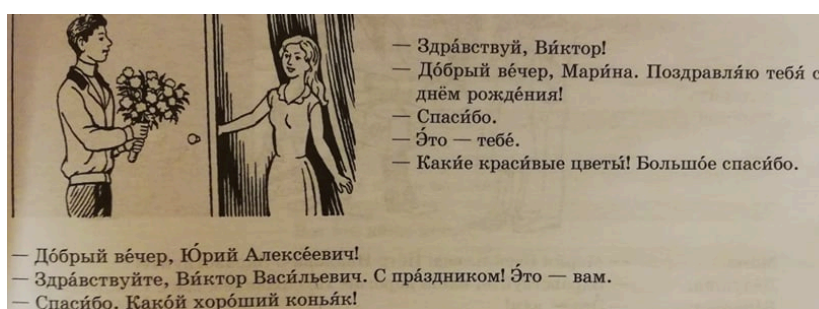 — Здра́вствуй, Ви́ктор!
— До́брый ве́чер, Мари́на. Поздравля́ю тебя́ с
днём рожде́ния!
— Спаси́бо.
— Э́то — тебе́.
— Каки́е краси́вые цветы́! Большо́е спаси́бо.
— До́брый ве́чер, Ю́рий Алексе́евич!
— Здра́вствуйте, Ви́ктор Васи́льевич. С пра́здником! Э́то — вам.
— Спаси́бо. Како́й хоро́ший конья́к!